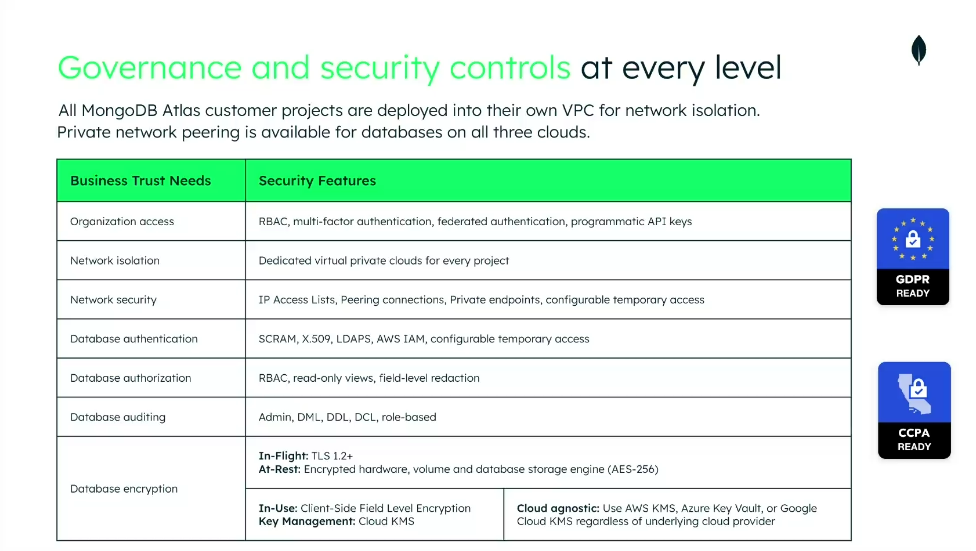 Governance and security controls at every level
All MongoDB Atlas customer projects are deployed into their own VPC for network isolation.
Private network peering is available for databases on all three clouds.
Business Trust Needs
Security Features
Organization access
RBAC, multi-factor authentication, federated authentication, programmatic API keys
Network isolation
Dedicated virtual private clouds for every project
Network security
IP Access Lists, Peering connections, Private endpoints, configurable temporary access
Database authentication
SCRAM, X.509, LDAPS, AWS IAM, configurable temporary access
Database authorization
RBAC, read-only views, field-level redaction
Database auditing
Admin, DML, DDL, DCL, role-based
Database encryption
In-Flight: TLS 1.2+
At-Rest: Encrypted hardware, volume and database storage engine (AES-256)
In-Use: Client-Side Field Level Encryption
Key Management: Cloud KMS
Cloud agnostic: Use AWS KMS, Azure Key Vault, or Google
Cloud KMS regardless of underlying cloud provider
GDPR
READY
CCPA
READY